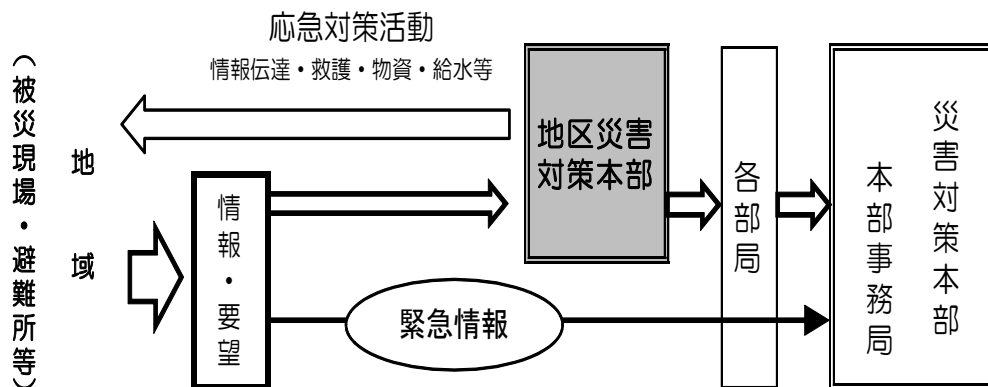 応急対策活動
情報伝達・救護・物資・給水等
（被災現場・避難所等）
地域
情報・要望
地区災害
対策本部
緊急情報
各部局
災害対策本部
本部事務局